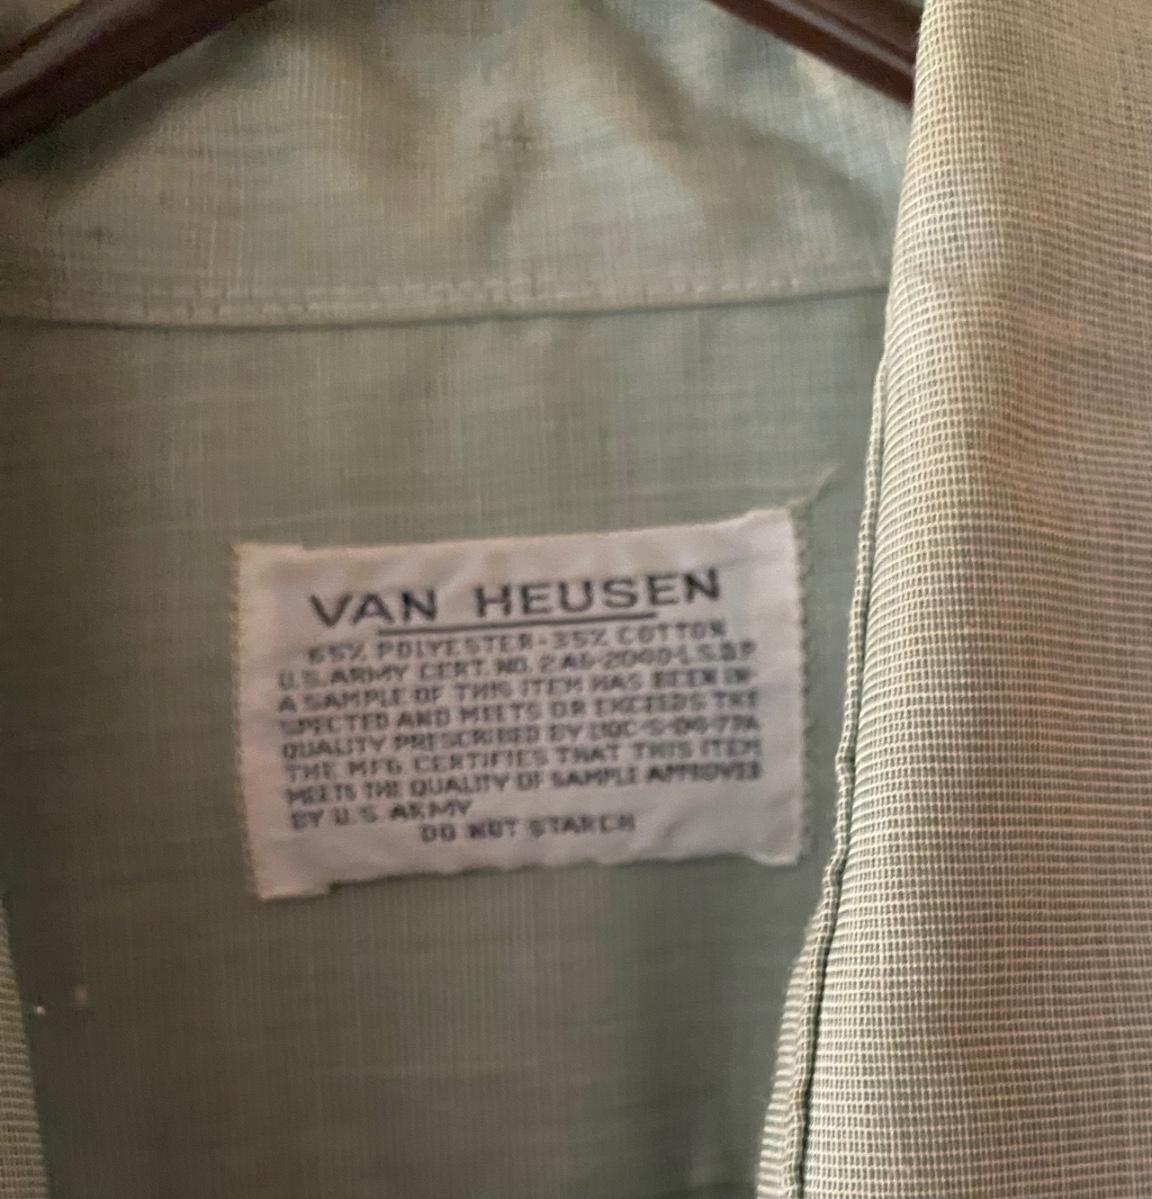 VAN HEUSEN
65% POLYESTER-35% COTTON
U.S. ARMY CERT. NO.
A SAMPLE OF THIS ITEM HAS BEEN IN-
SPECTED AND MEETS OR EXCEEDS THE
QUALITY PRESCRIBED BY
THE MFG CERTIFIES THAT THIS ITEM
MEETS THE QUALITY OF SAMPLE APPROVED
BY U.S. ARMY
DO NOT STARCH